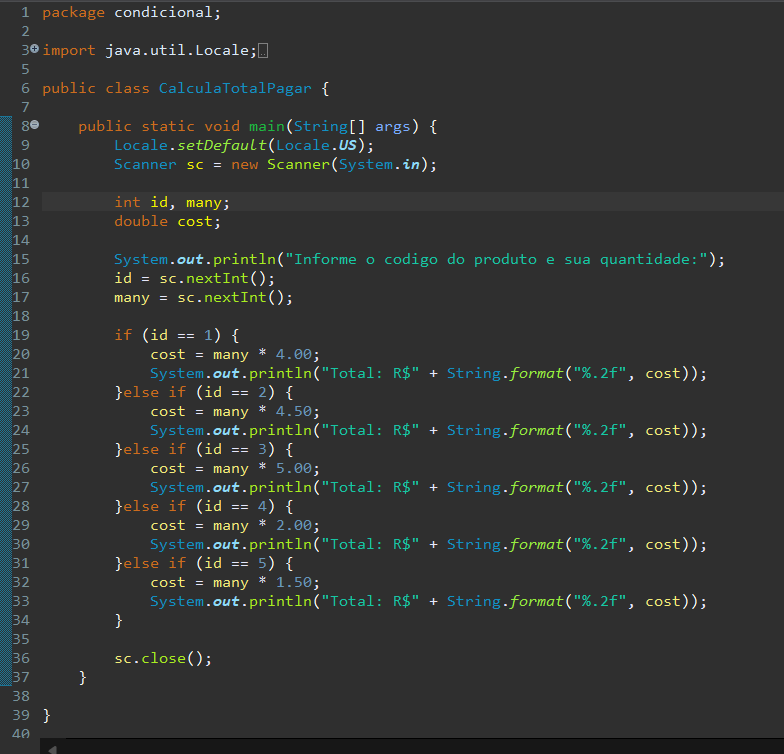 1 package condicional;
2
3 import java.util.Locale;
5
6 public class CalculaTotalPagar {
7
8     public static void main(String[] args) {
9         Locale.setDefault(Locale.US);
10         Scanner sc = new Scanner(System.in);
11
12         int id, many;
13         double cost;
14
15         System.out.println("Informe o codigo do produto e sua quantidade:");
16         id = sc.nextInt();
17         many = sc.nextInt();
18
19         if (id == 1) {
20             cost = many * 4.00;
21             System.out.println("Total: R$" + String.format("%.2f", cost));
22         }else if (id == 2) {
23             cost = many * 4.50;
24             System.out.println("Total: R$" + String.format("%.2f", cost));
25         }else if (id == 3) {
26             cost = many * 5.00;
27             System.out.println("Total: R$" + String.format("%.2f", cost));
28         }else if (id == 4) {
29             cost = many * 2.00;
30             System.out.println("Total: R$" + String.format("%.2f", cost));
31         }else if (id == 5) {
32             cost = many * 1.50;
33             System.out.println("Total: R$" + String.format("%.2f", cost));
34         }
35
36         sc.close();
37     }
38
39 }
40